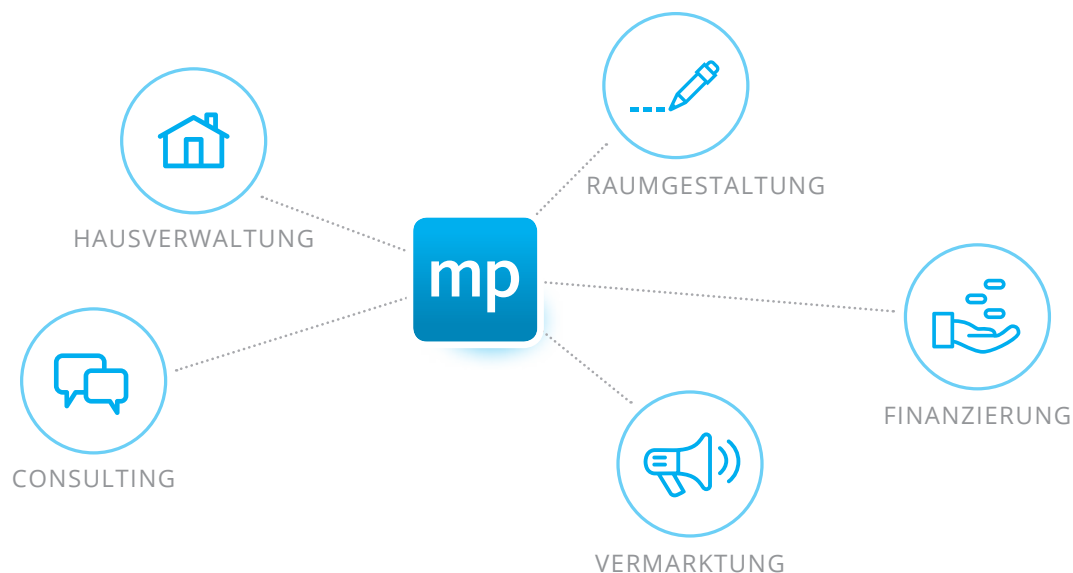 RAUMGESTALTUNG
HAUSVERWALTUNG
mp
FINANZIERUNG
CONSULTING
VERMARKTUNG